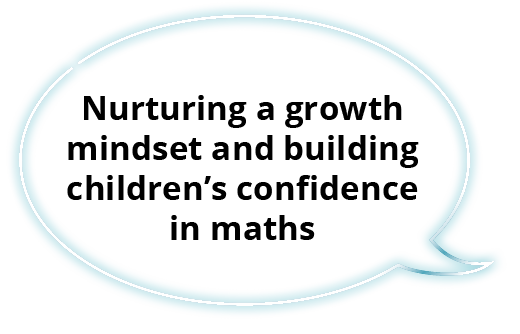 Nurturing a growth
mindset and building
children’s confidence
in maths